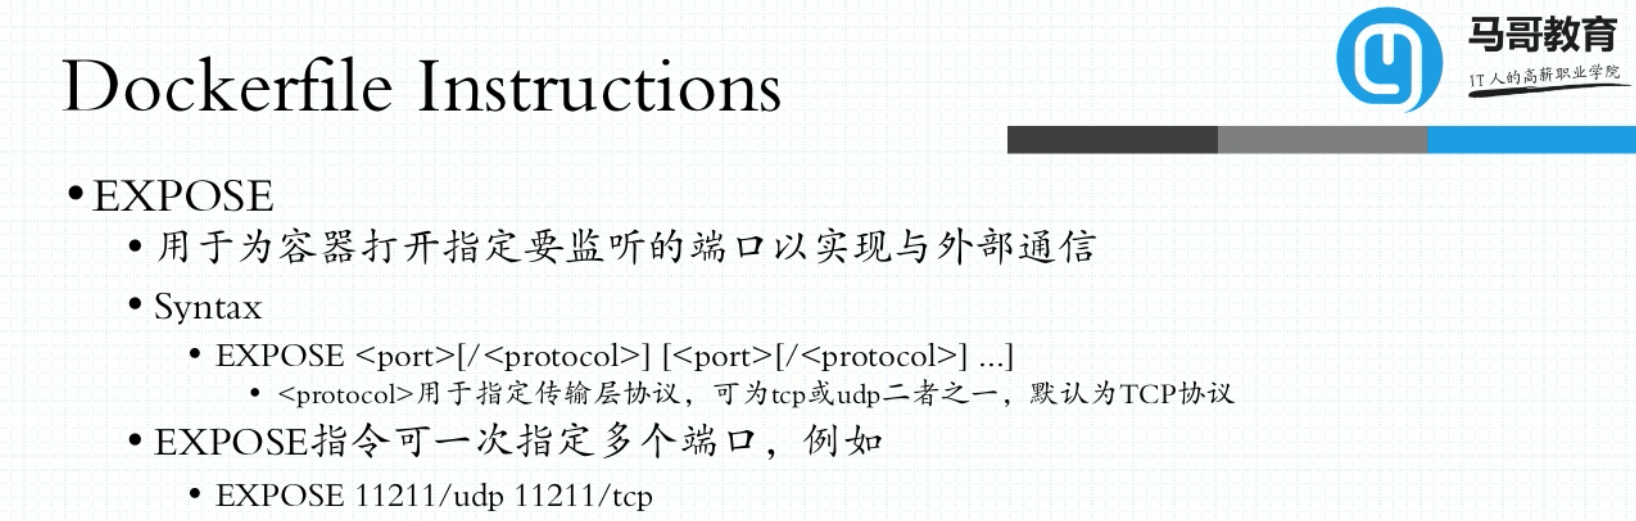 马哥教育
IT人的高薪职业学院
Dockerfile Instructions
•EXPOSE
• 用于为容器打开指定要监听的端口以实现与外部通信
• Syntax
• EXPOSE <port>[/<protocol>] [<port>[/<protocol>] ...]
• <protocol>用于指定传输层协议，可为tcp或udp二者之一，默认为TCP协议
• EXPOSE指令可一次指定多个端口，例如
• EXPOSE 11211/udp 11211/tcp